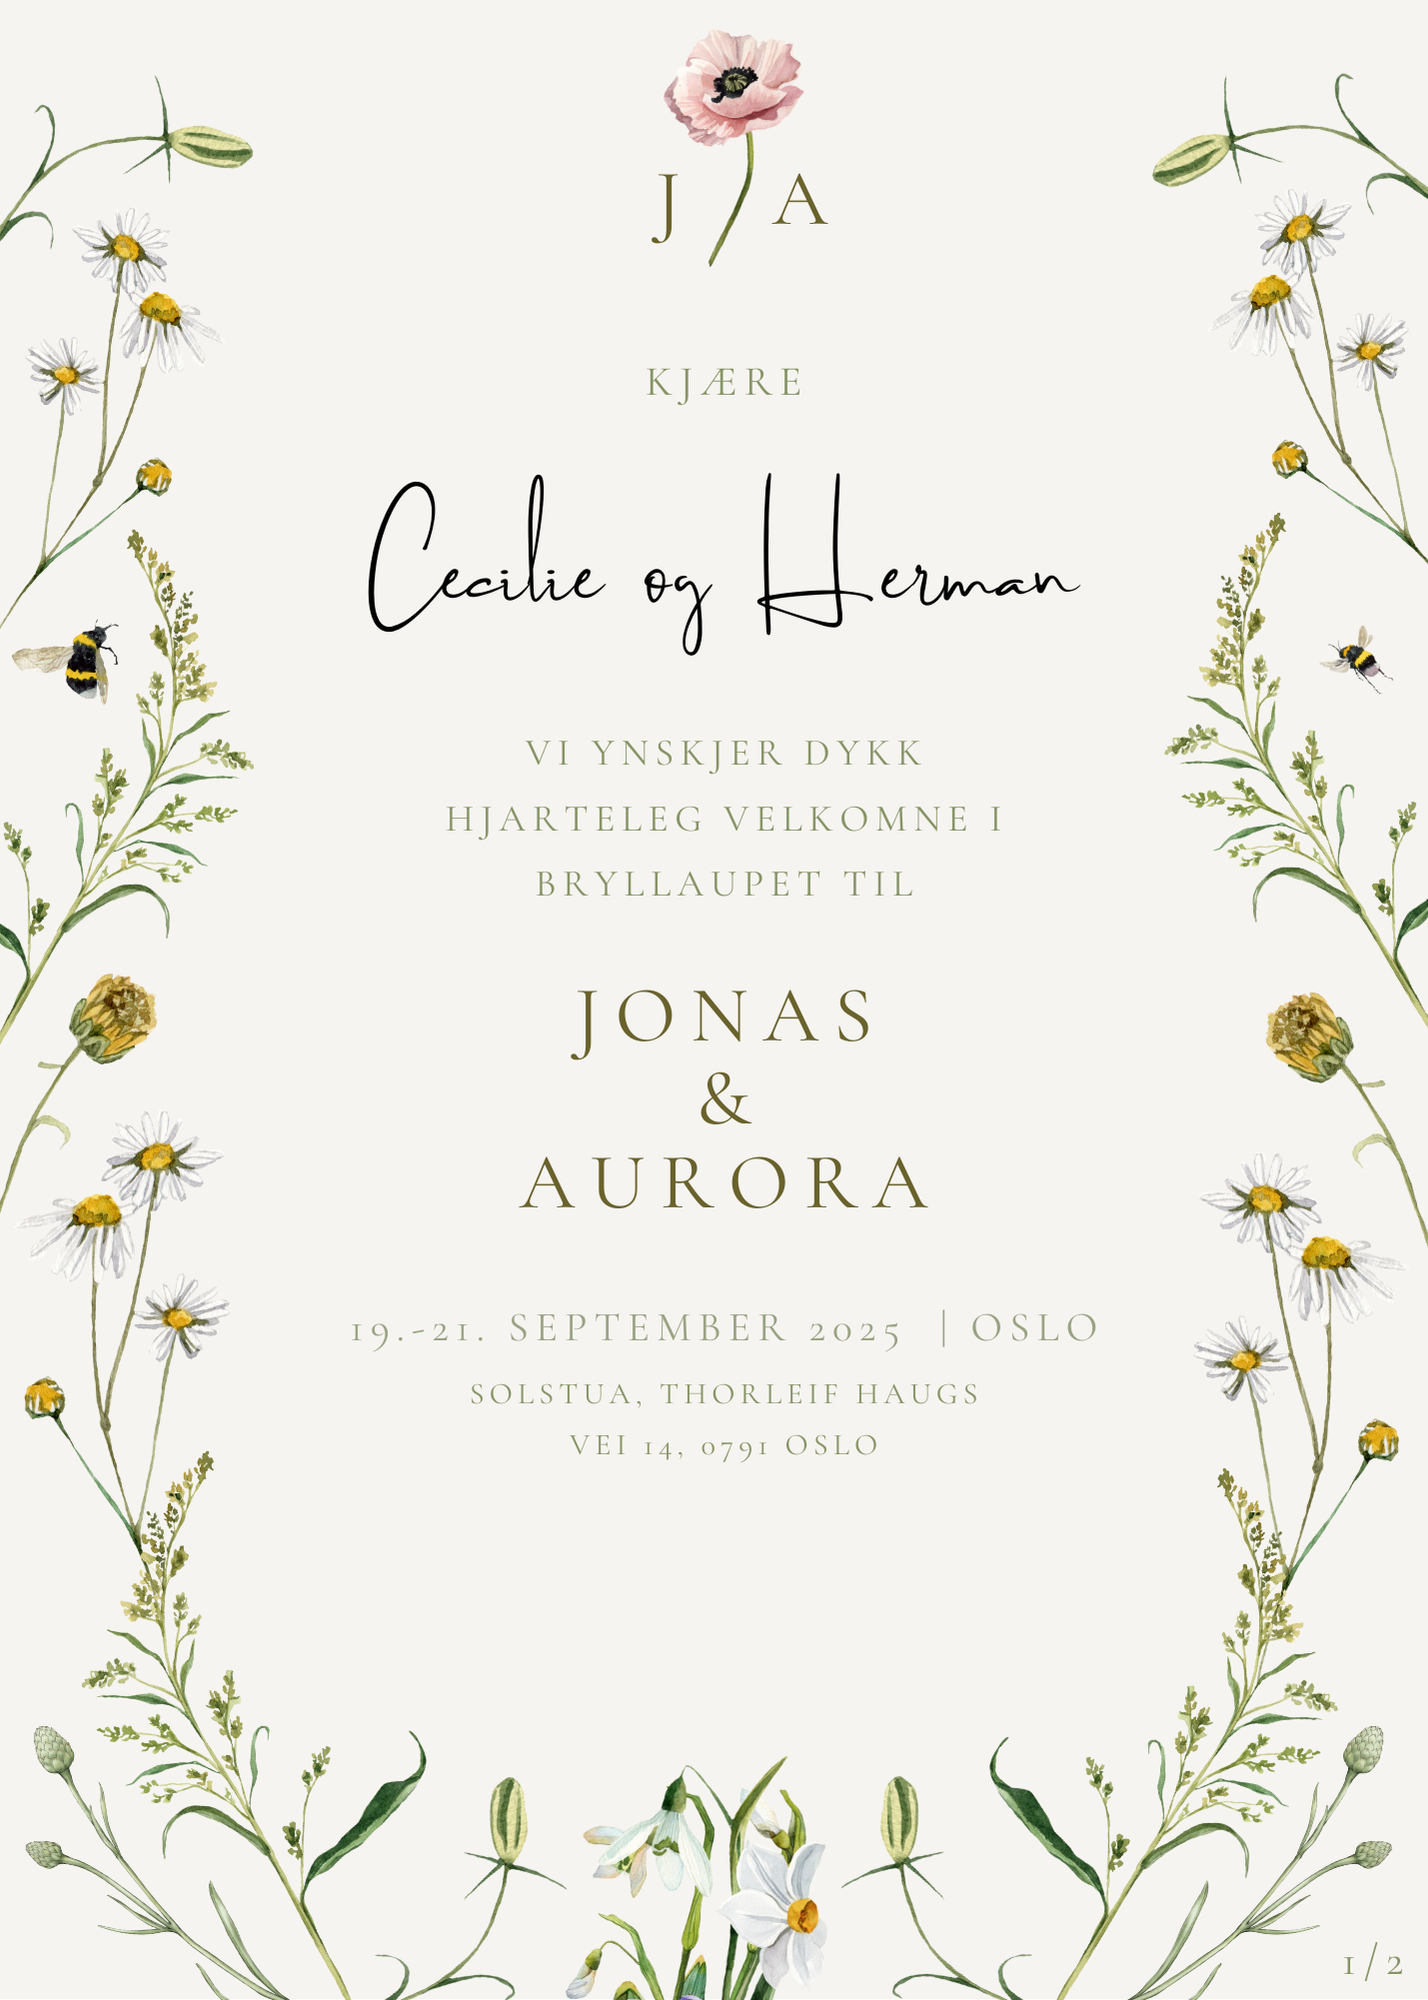 J A
KJÆRE
Cecilie og Herman
VI YNSKJER DYKK
HJARTELEG VELKOMNE I
BRYLLAUPET TIL
JONAS
&
AURORA
19.-21. SEPTEMBER 2025 | OSLO
SOLSTUA, THORLEIF HAUGS
VEI 14, 0791 OSLO
1/2